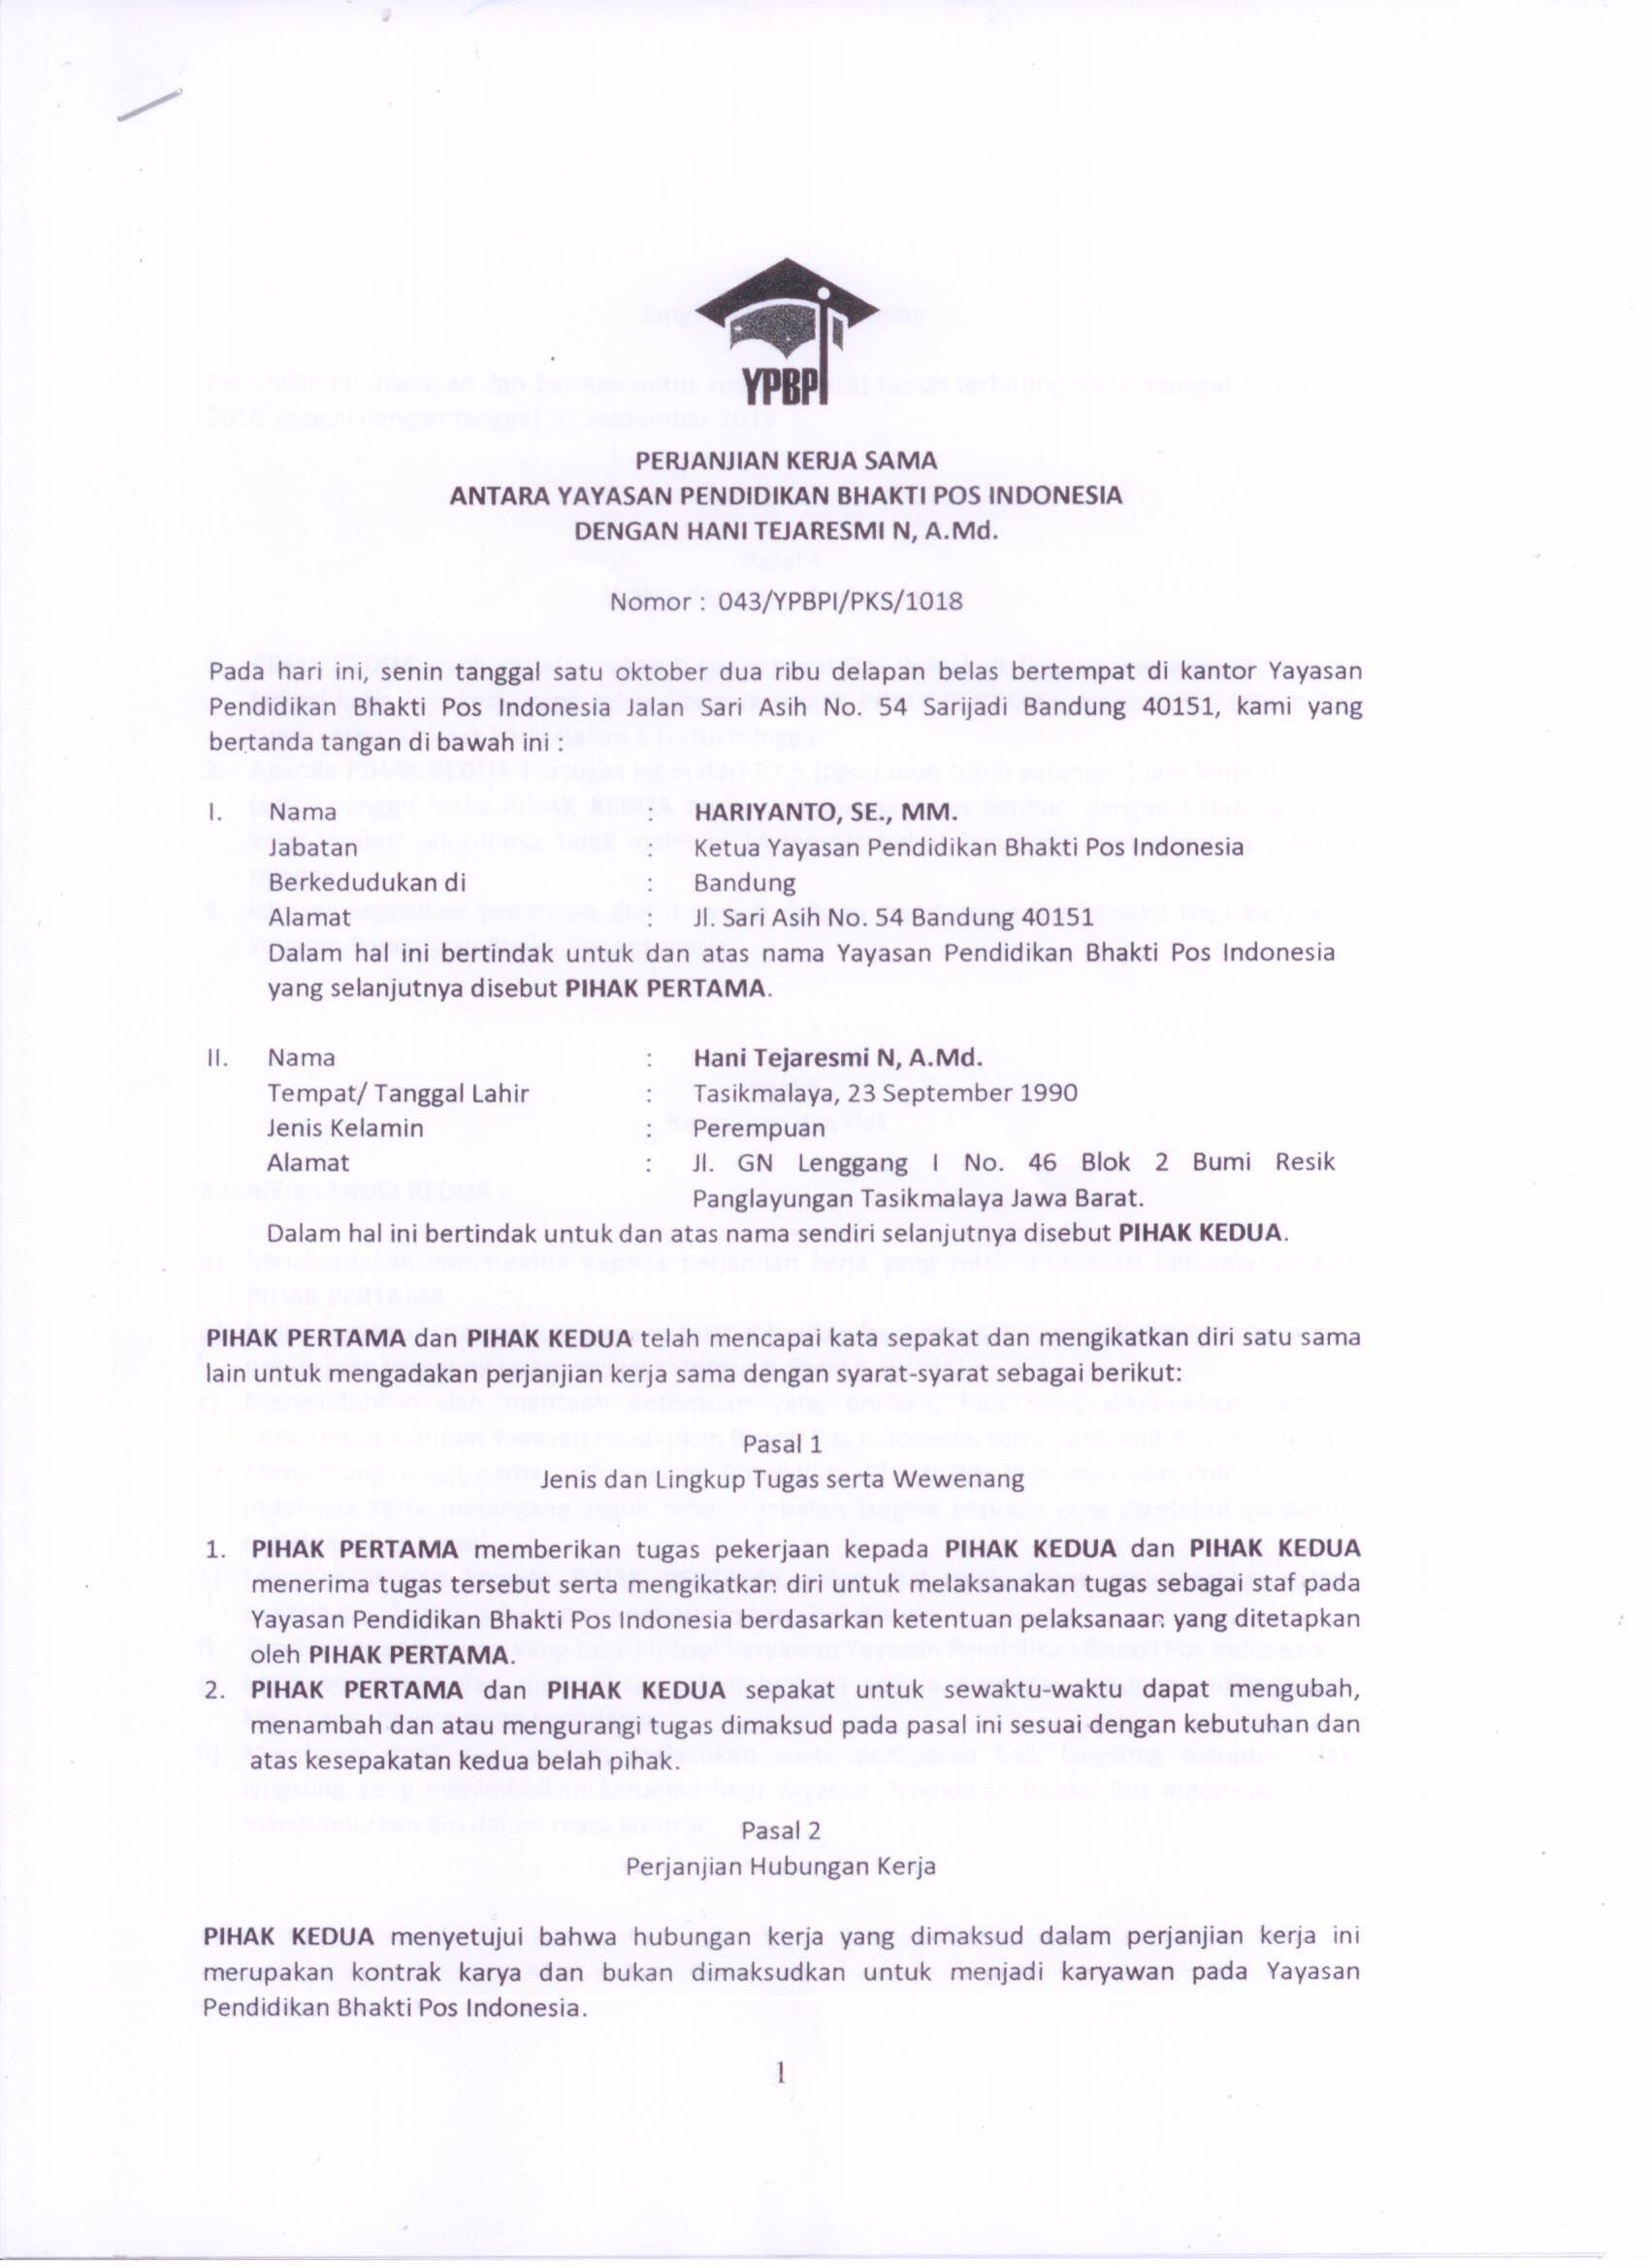 YPBPI
PERJANJIAN KERJA SAMA
ANTARA YAYASAN PENDIDIKAN BHAKTI POS INDONESIA
DENGAN HANI TEJARESMI N, A.Md.
Nomor : 043/YPBPI/PKS/1018
Pada hari ini, senin tanggal satu oktober dua ribu delapan belas bertempat di kantor Yayasan
Pendidikan Bhakti Pos Indonesia Jalan Sari Asih No. 54 Sarijadi Bandung 40151, kami yang
bertanda tangan di bawah ini :
I. Nama : HARIYANTO, SE., MM.
Jabatan : Ketua Yayasan Pendidikan Bhakti Pos Indonesia
Berkedudukan di : Bandung
Alamat : Jl. Sari Asih No. 54 Bandung 40151
Dalam hal ini bertindak untuk dan atas nama Yayasan Pendidikan Bhakti Pos Indonesia
yang selanjutnya disebut PIHAK PERTAMA.
II. Nama : Hani Tejaresmi N, A.Md.
Tempat/ Tanggal Lahir : Tasikmalaya, 23 September 1990
Jenis Kelamin : Perempuan
Alamat : Jl. GN Lenggang I No. 46 Blok 2 Bumi Resik
Panglayungan Tasikmalaya Jawa Barat.
Dalam hal ini bertindak untuk dan atas nama sendiri selanjutnya disebut PIHAK KEDUA.
PIHAK PERTAMA dan PIHAK KEDUA telah mencapai kata sepakat dan mengikatkan diri satu sama
lain untuk mengadakan perjanjian kerja sama dengan syarat-syarat sebagai berikut:
Pasal 1
Jenis dan Lingkup Tugas serta Wewenang
1. PIHAK PERTAMA memberikan tugas pekerjaan kepada PIHAK KEDUA dan PIHAK KEDUA
menerima tugas tersebut serta mengikatkan diri untuk melaksanakan tugas sebagai staf pada
Yayasan Pendidikan Bhakti Pos Indonesia berdasarkan ketentuan pelaksanaan yang ditetapkan
oleh PIHAK PERTAMA.
2. PIHAK PERTAMA dan PIHAK KEDUA sepakat untuk sewaktu-waktu dapat mengubah,
menambah dan atau mengurangi tugas dimaksud pada pasal ini sesuai dengan kebutuhan dan
atas kesepakatan kedua belah pihak.
Pasal 2
Perjanjian Hubungan Kerja
PIHAK KEDUA menyetujui bahwa hubungan kerja yang dimaksud dalam perjanjian kerja ini
merupakan kontrak karya dan bukan dimaksudkan untuk menjadi karyawan pada Yayasan
Pendidikan Bhakti Pos Indonesia.
1